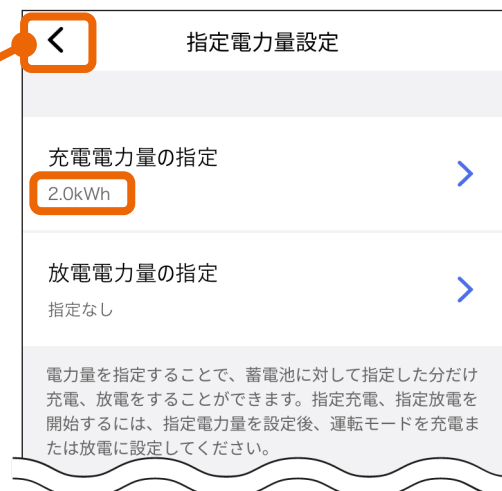 指定電力量設定
充電電力量の指定
2.0kWh
放電電力量の指定
指定なし
電力量を指定することで、蓄電池に対して指定した分だけ
充電、放電をすることができます。指定充電、指定放電を
開始するには、指定電力量を設定後、運転モードを充電ま
たは放電に設定してください。